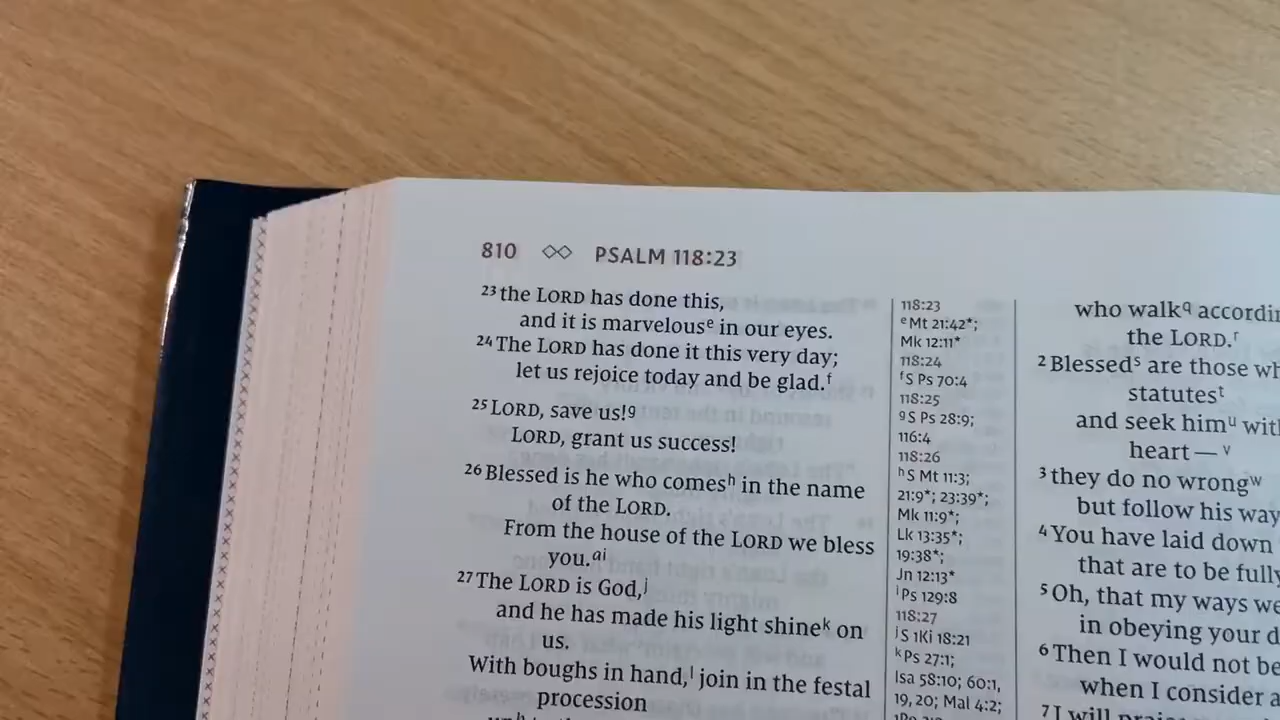 810 ◇◇ PSALM 118:23
23 the LORD has done this,
and it is marvelous e in our eyes.
24 The LORD has done it this very day;
let us rejoice today and be glad. f
25 LORD, save us! g
LORD, grant us success!
26 Blessed is he who comes h in the name
of the LORD.
From the house of the LORD we bless
you. a i
27 The LORD is God, j
and he has made his light shine k on
us.
With boughs in hand, l join in the festal
procession
118:23
e Mt 21:42*;
Mk 12:11*
118:24
f S Ps 70:4
118:25
g S Ps 28:9;
116:4
118:26
h S Mt 11:3;
21:9*; 23:39*;
Mk 11:9*;
Lk 13:35*;
19:38*;
Jn 12:13*
i Ps 129:8
118:27
j S 1Ki 18:21
k Ps 27:1;
Isa 58:10; 60:1,
19, 20; Mal 4:2;
who walk q
the LORD. r
2 Blessed s are those
statutes t
and seek him u
heart — v
3 they do no wrong w
but follow his
4 You have laid down
that are to be
5 Oh, that my ways
in obeying your
6 Then I would not
when I consider
7 I will